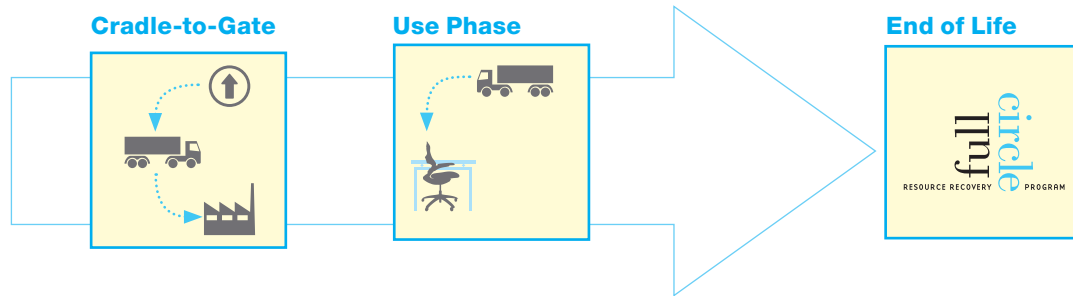 Cradle-to-Gate
Use Phase
End of Life
full
circle
RESOURCE RECOVERY PROGRAM